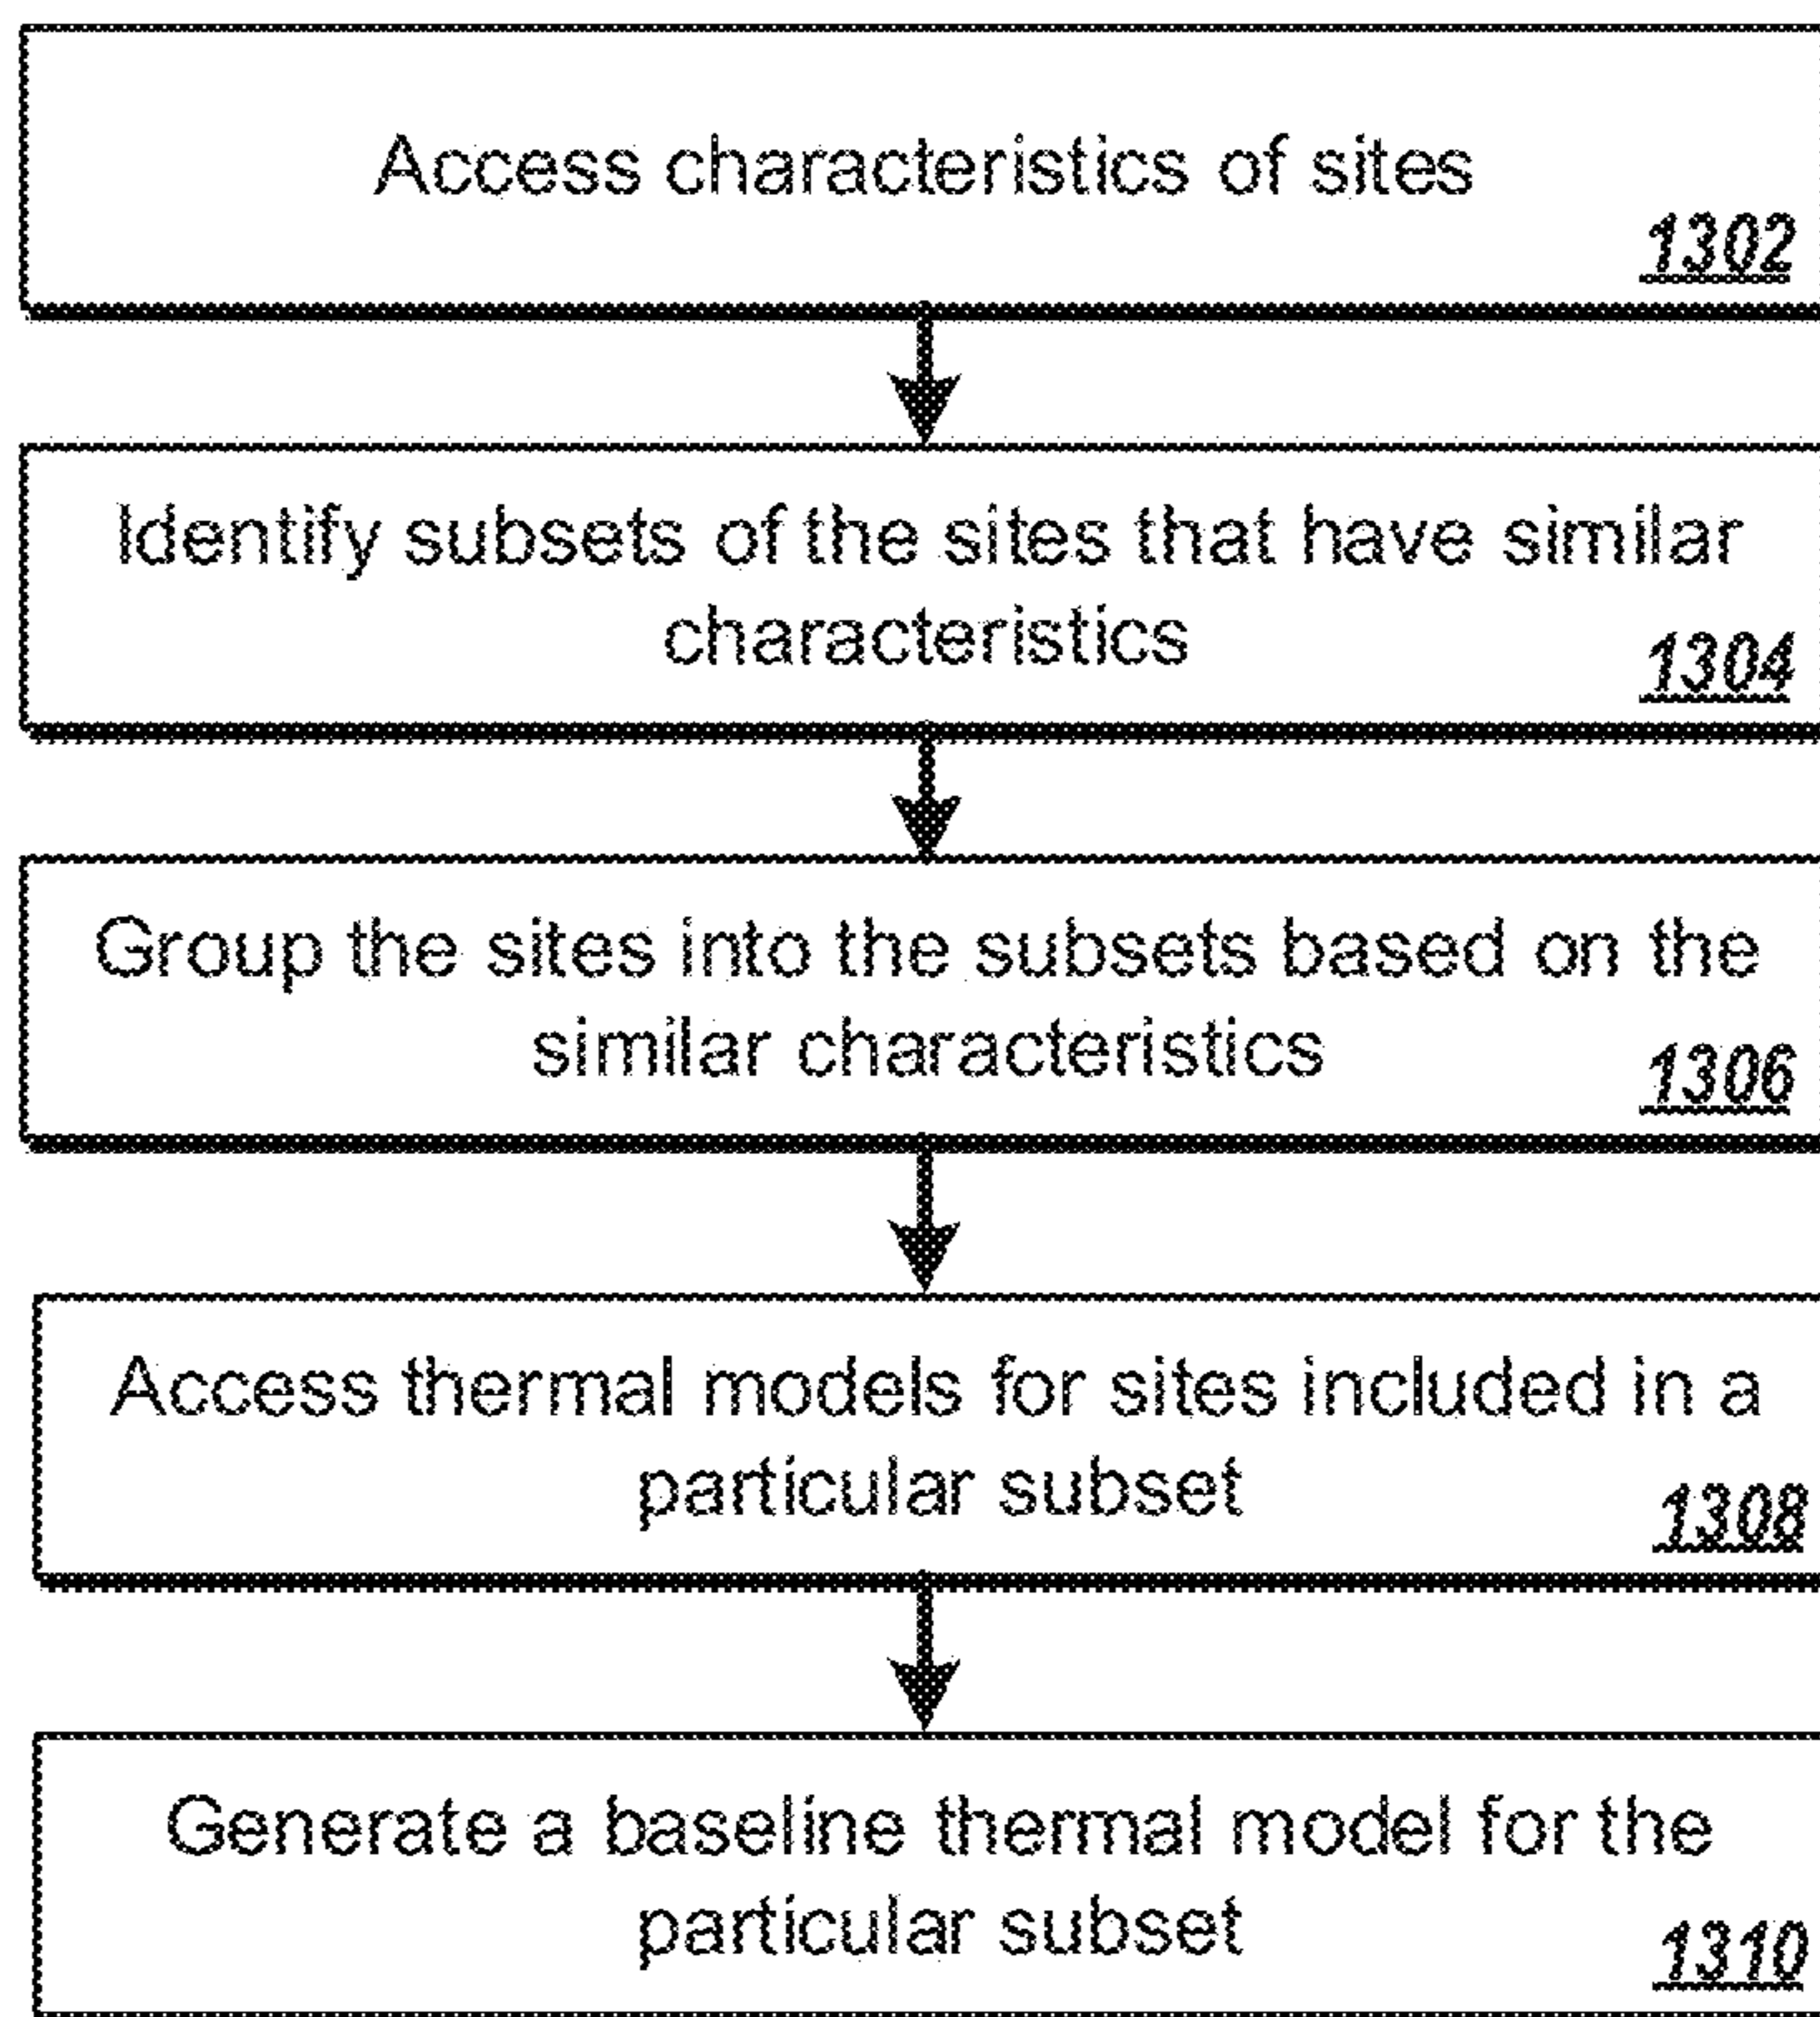 Access characteristics of sites
1302
Identify subsets of the sites that have similar
characteristics
1304
Group the sites into the subsets based on the
similar characteristics
1306
Access thermal models for sites included in a
particular subset
1308
Generate a baseline thermal model for the
particular subset
1310